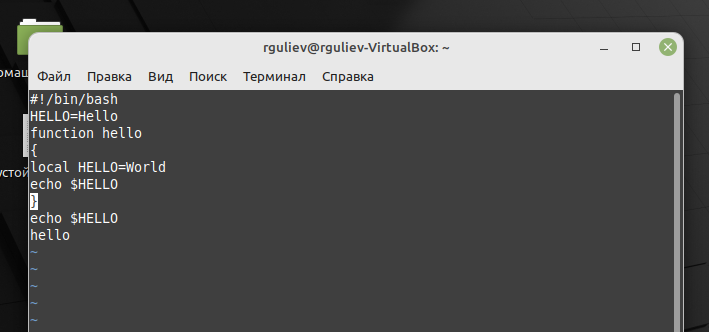 rguliev@rguliev-VirtualBox: ~
Файл Правка Вид Поиск Терминал Справка
#!/bin/bash
HELLO=Hello
function hello
{
local HELLO=World
echo $HELLO
}
echo $HELLO
hello
~
~
~
~
~